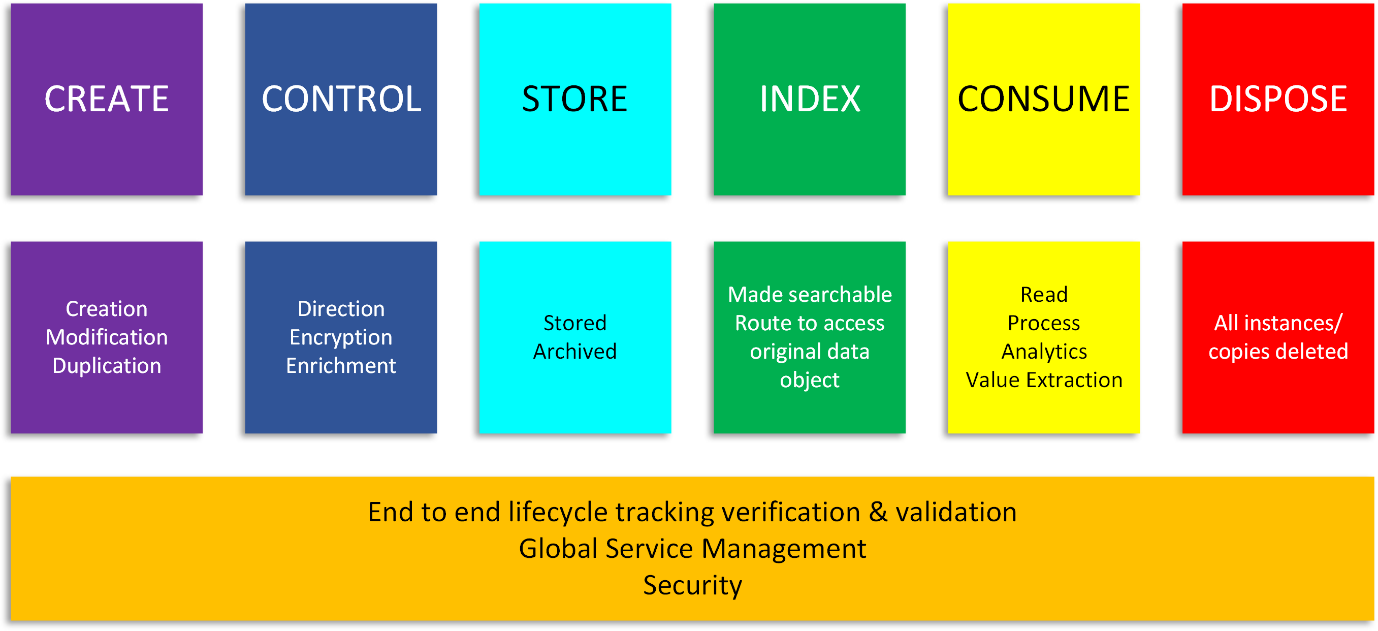 CREATE
CONTROL
STORE
INDEX
CONSUME
DISPOSE
Creation
Modification
Duplication
Direction
Encryption
Enrichment
Stored
Archived
Made searchable
Route to access
original data
object
Read
Process
Analytics
Value Extraction
All instances/
copies deleted
End to end lifecycle tracking verification & validation
Global Service Management
Security